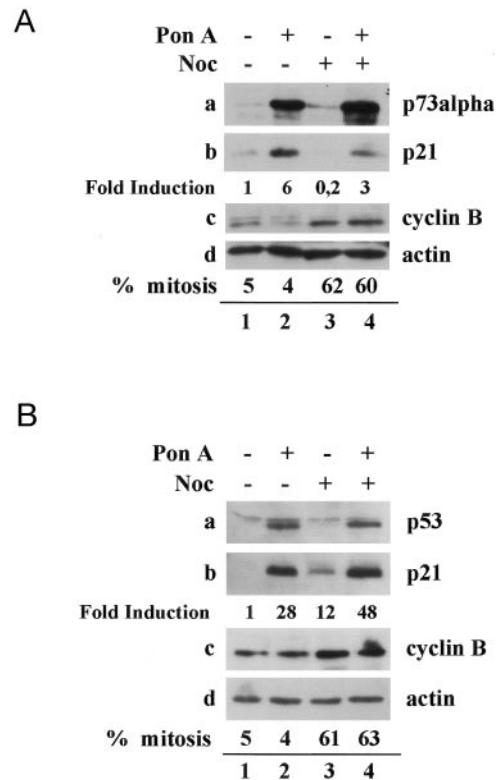 A
Pon A - + - +
Noc - - + +
a p73alpha
b p21
Fold Induction 1 6 0,2 3
c cyclin B
d actin
% mitosis 5 4 62 60
1 2 3 4
B
Pon A - + - +
Noc - - + +
a p53
b p21
Fold Induction 1 28 12 48
c cyclin B
d actin
% mitosis 5 4 61 63
1 2 3 4